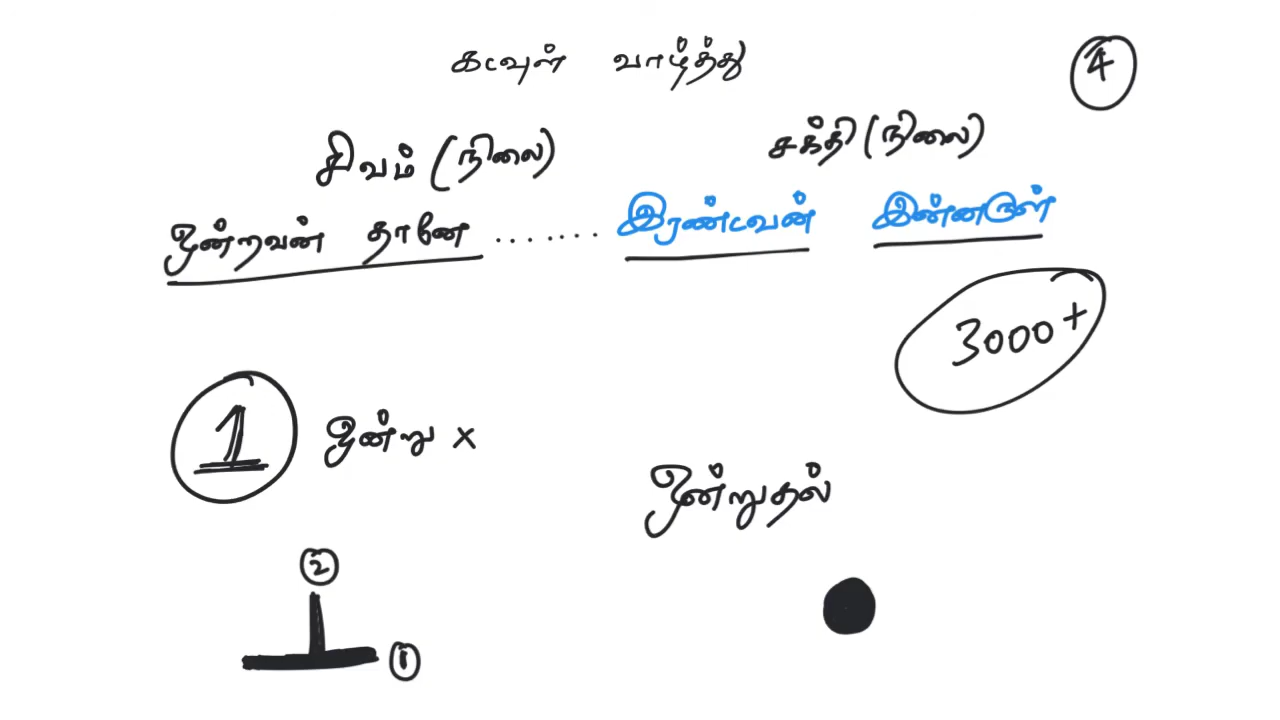 கடவுள் வாழ்த்து
4
சிவம் (நிலை) சக்தி (நிலை)
ஒன்றவன் தானே ........ இரண்டவன் இன்னருள்
3000+
1 ஒன்று x
ஒன்றுதல்
2
1